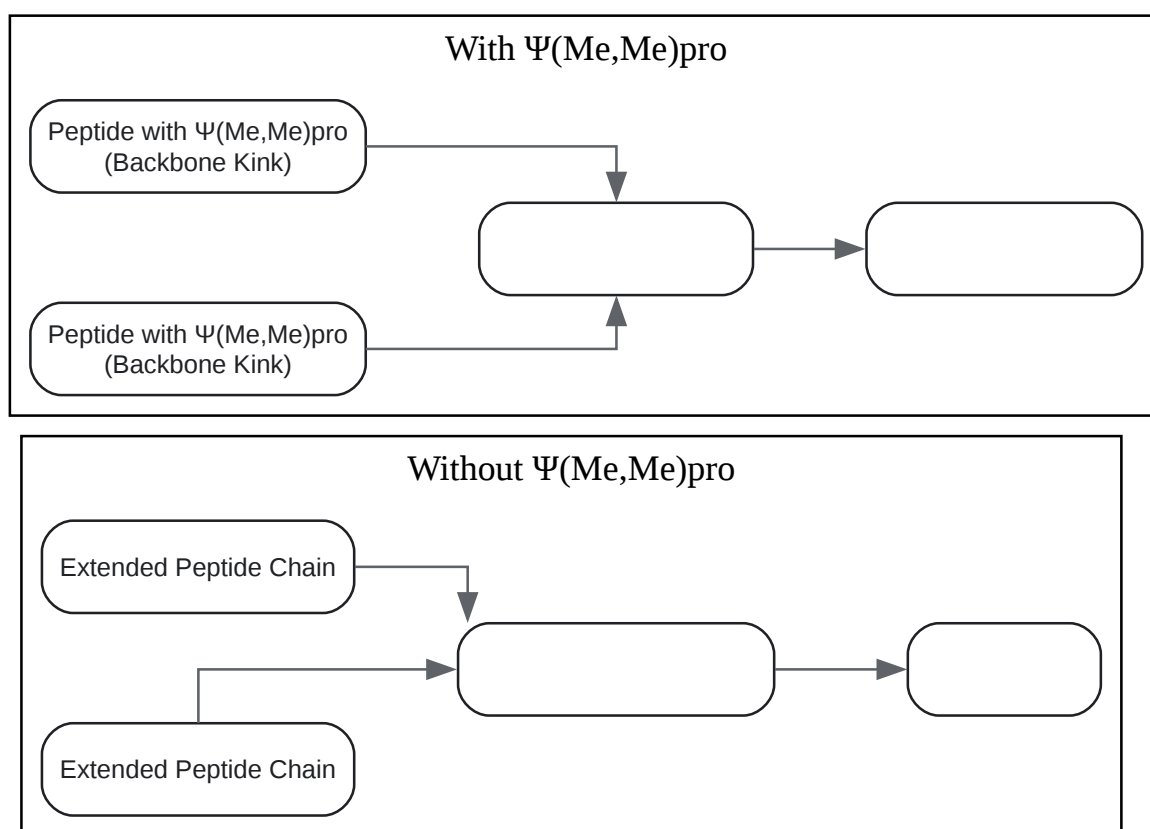 With Ψ(Me,Me)pro
Peptide with Ψ(Me,Me)pro
(Backbone Kink)
Peptide with Ψ(Me,Me)pro
(Backbone Kink)
Without Ψ(Me,Me)pro
Extended Peptide Chain
Extended Peptide Chain